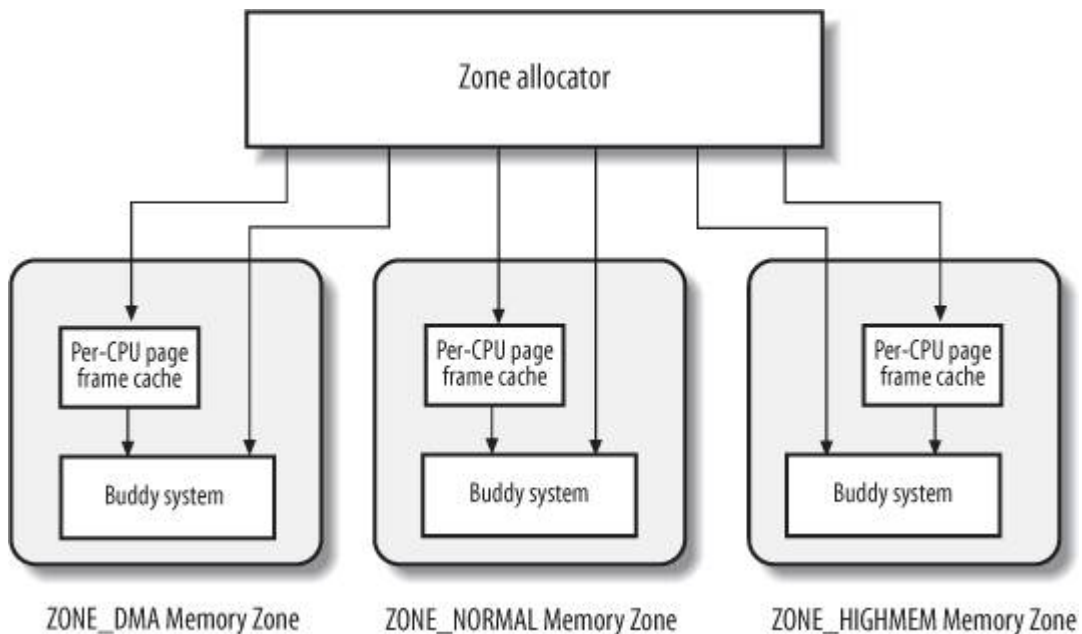 Zone allocator
Per-CPU page
frame cache
Buddy system
Per-CPU page
frame cache
Buddy system
Per-CPU page
frame cache
Buddy system
ZONE_DMA Memory Zone
ZONE_NORMAL Memory Zone
ZONE_HIGHMEM Memory Zone